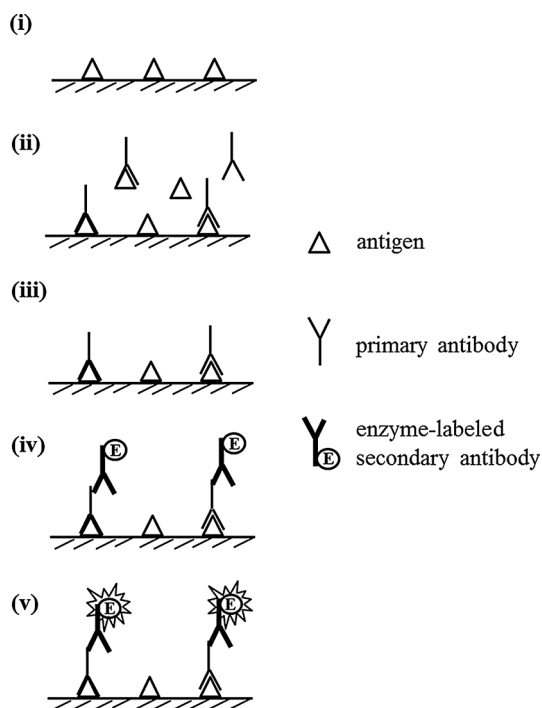 (i)
(ii)
antigen
(iii)
primary antibody
(iv)
E
E
enzyme-labeled
secondary antibody
E
(v)
E
E